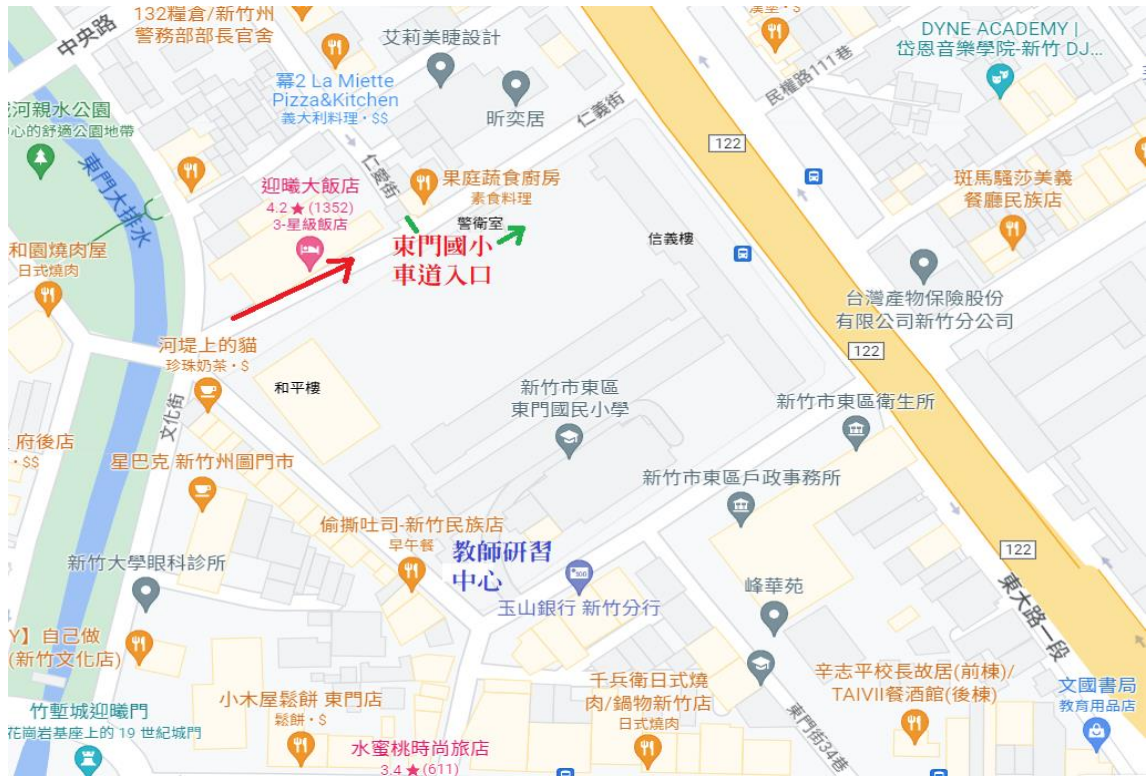 132糧倉/新竹州
警務部部長官舍
中央路
艾莉美睫設計
DYNE ACADEMY |
岱恩音樂學院-新竹 DJ...
民權路111巷
幕2 La Miette
Pizza&Kitchen
義大利料理・$$
昕奕居
仁義街
河親水公園
心的舒適公園地帶
東門大排水
122
迎曦大飯店
4.2★(1352)
3-星級飯店
仁愛街
果庭蔬食廚房
素食料理
警衛室
信義樓
斑馬騷莎美義
餐廳民族店
和園燒肉屋
日式燒肉
東門國小
車道入口
台灣產物保險股份
有限公司新竹分公司
122
河堤上的貓
珍珠奶茶・$
和平樓
文化街
新竹市東區
東門國民小學
新竹市東區衛生所
府後店
・$$
星巴克 新竹州圖門市
新竹市東區戶政事務所
偷撕吐司-新竹民族店
早午餐
教師研習
中心
新竹大學眼科診所
122
玉山銀行 新竹分行
峰華苑
東大路一段
Y】自己做
(新竹文化店)
辛志平校長故居(前棟)/
TAIVII餐酒館(後棟)
千兵衛日式燒
肉/鍋物新竹店
日式燒肉
東門街34巷
文國書局
教育用品店
竹塹城迎曦門
花崗岩基座上的 19 世紀城門
小木屋鬆餅 東門店
鬆餅・$
水蜜桃時尚旅店
3.4★(611)